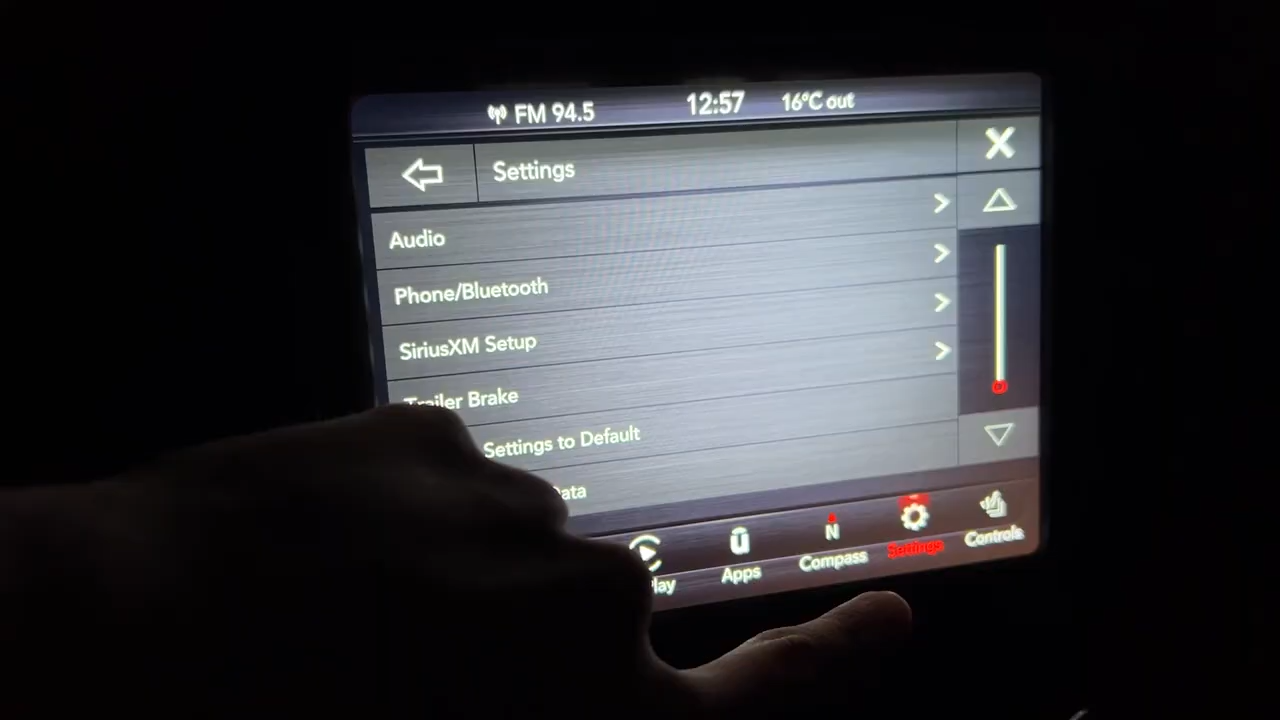 FM 94.5 12:57 16°C out
Settings X
Audio
Phone/Bluetooth
SiriusXM Setup
Trailer Brake
Settings to Default
Data
Apps
N
Compass
Settings
Controls